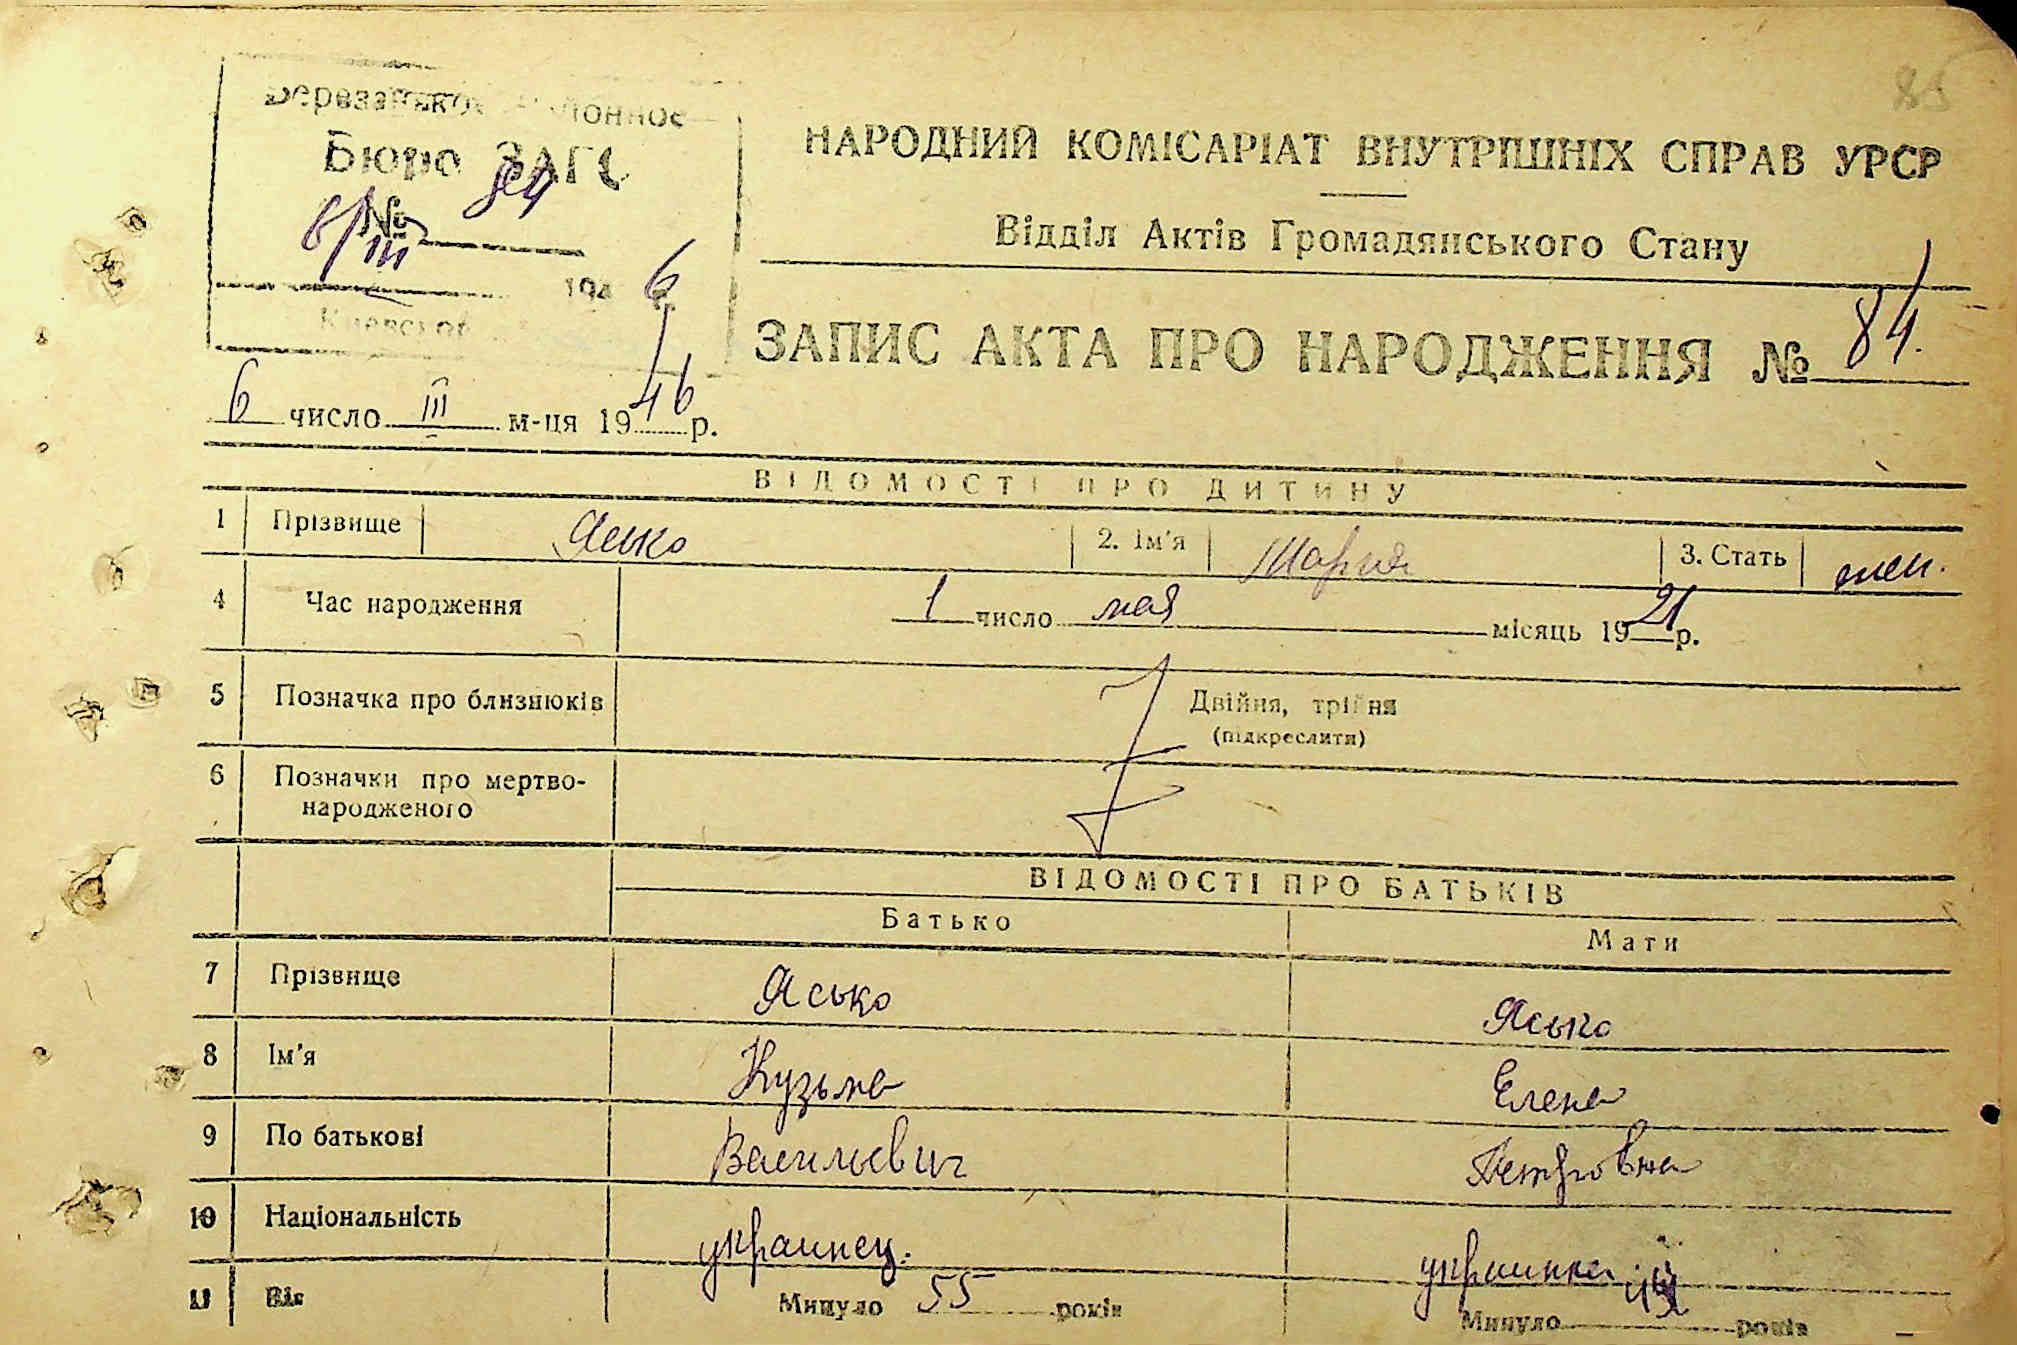 85
Бюро ЗАГС
№ 84
6/III 194 6
НАРОДНИЙ КОМІСАРІАТ ВНУТРІШНІХ СПРАВ УРСР
Відділ Актів Громадянського Стану
ЗАПИС АКТА ПРО НАРОДЖЕННЯ № 84.
6 число III м-ця 1946 р.
ВІДОМОСТІ ПРО ДИТИНУ
1 Прізвище Ясько 2. Ім'я Мария 3. Стать жен.
4 Час народження 1 число мая місяць 1921 р.
5 Позначка про близнюків Двійня, трійня
(підкреслити)
6 Позначки про мертво-
народженого
ВІДОМОСТІ ПРО БАТЬКІВ
Батько Мати
7 Прізвище Ясько Ясько
8 Ім'я Кузьма Елена
9 По батькові Васильевич Петровна
10 Національність украинец. украинка
11 Вік Минуло 55 років Минуло років